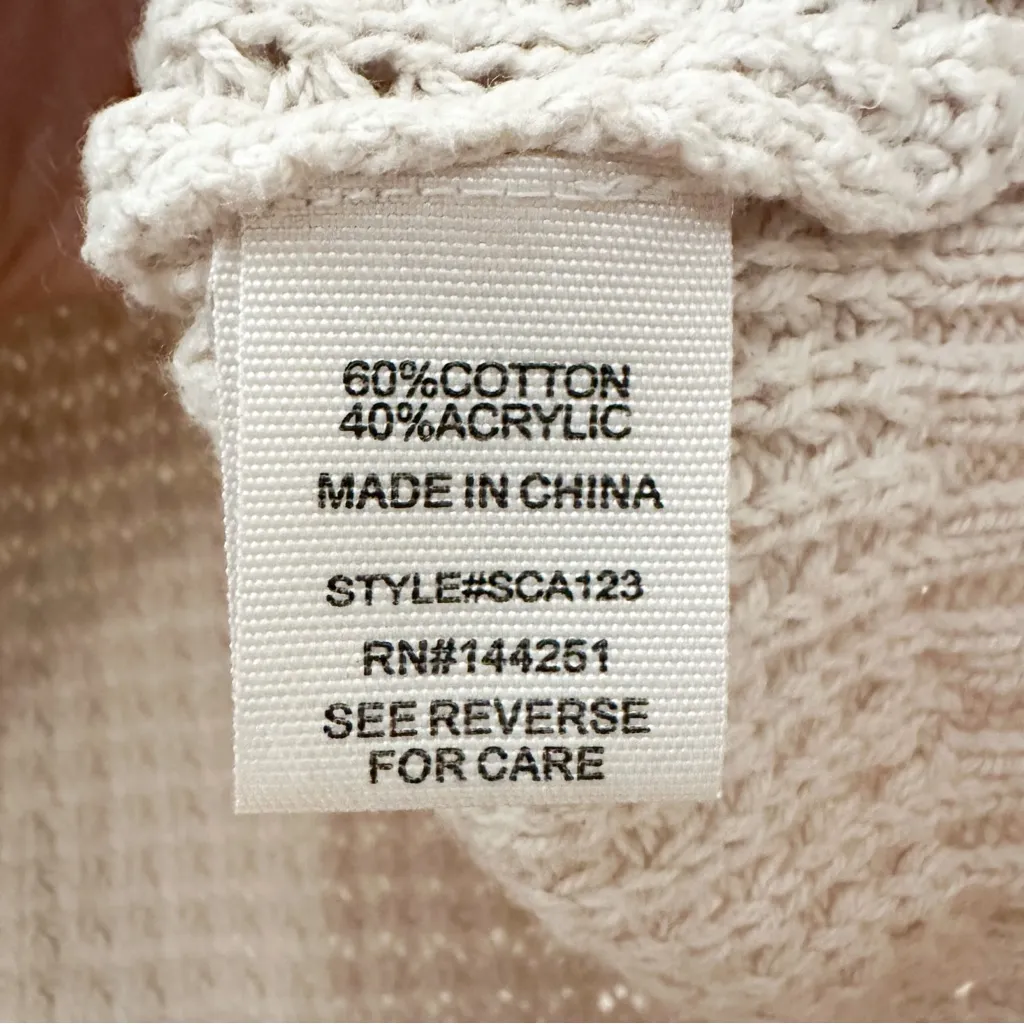 60%COTTON
40%ACRYLIC
MADE IN CHINA
STYLE#SCA123
RN#144251
SEE REVERSE
FOR CARE